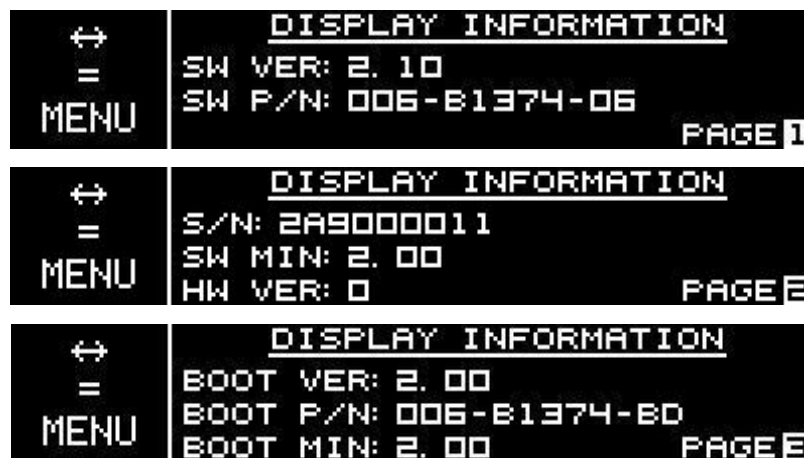 ↔
=
MENU
DISPLAY INFORMATION
SW VER: 2. 10
SW P/N: 006-B1374-06
PAGE 1
↔
=
MENU
DISPLAY INFORMATION
S/N: 2A9000011
SW MIN: 2. 00
HW VER: 0
PAGE 2
↔
=
MENU
DISPLAY INFORMATION
BOOT VER: 2. 00
BOOT P/N: 006-B1374-BD
BOOT MIN: 2. 00
PAGE 3